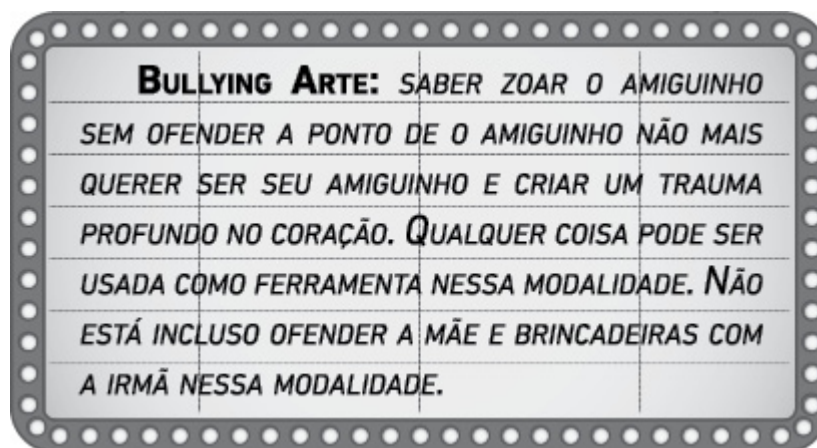 Bullying Arte: saber zoar o amiguinho
sem ofender a ponto de o amiguinho não mais
querer ser seu amiguinho e criar um trauma
profundo no coração. Qualquer coisa pode ser
usada como ferramenta nessa modalidade. Não
está incluso ofender a mãe e brincadeiras com
a irmã nessa modalidade.